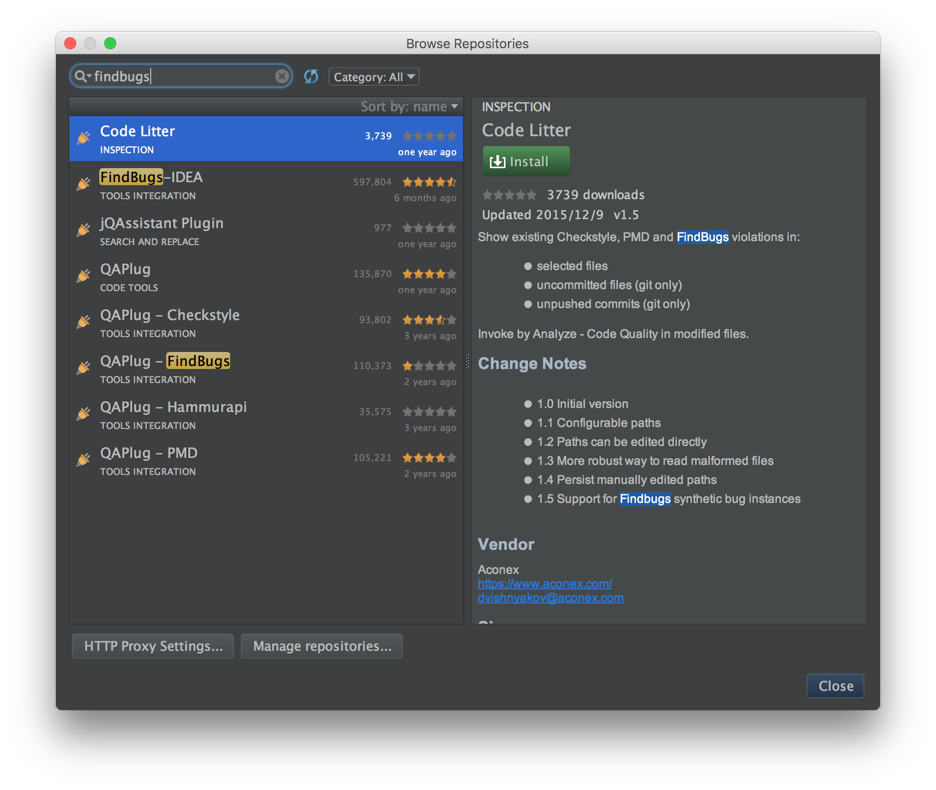 Browse Repositories
findbugs
Category: All
Sort by: name
Code Litter
3,739
INSPECTION
one year ago
FindBugs-IDEA
597,804
TOOLS INTEGRATION
6 months ago
jQAssistant Plugin
977
SEARCH AND REPLACE
one year ago
QAPlug
135,870
CODE TOOLS
one year ago
QAPlug - Checkstyle
93,802
TOOLS INTEGRATION
3 years ago
QAPlug - FindBugs
110,373
TOOLS INTEGRATION
2 years ago
QAPlug - Hammurapi
35,575
TOOLS INTEGRATION
3 years ago
QAPlug - PMD
105,221
TOOLS INTEGRATION
2 years ago
INSPECTION
Code Litter
Install
3739 downloads
Updated 2015/12/9 v1.5
Show existing Checkstyle, PMD and FindBugs violations in:
selected files
uncommitted files (git only)
unpushed commits (git only)
Invoke by Analyze - Code Quality in modified files.
Change Notes
1.0 Initial version
1.1 Configurable paths
1.2 Paths can be edited directly
1.3 More robust way to read malformed files
1.4 Persist manually edited paths
1.5 Support for Findbugs synthetic bug instances
Vendor
Aconex
https://www.aconex.com/
dvishnyakov@aconex.com
HTTP Proxy Settings...
Manage repositories...
Close